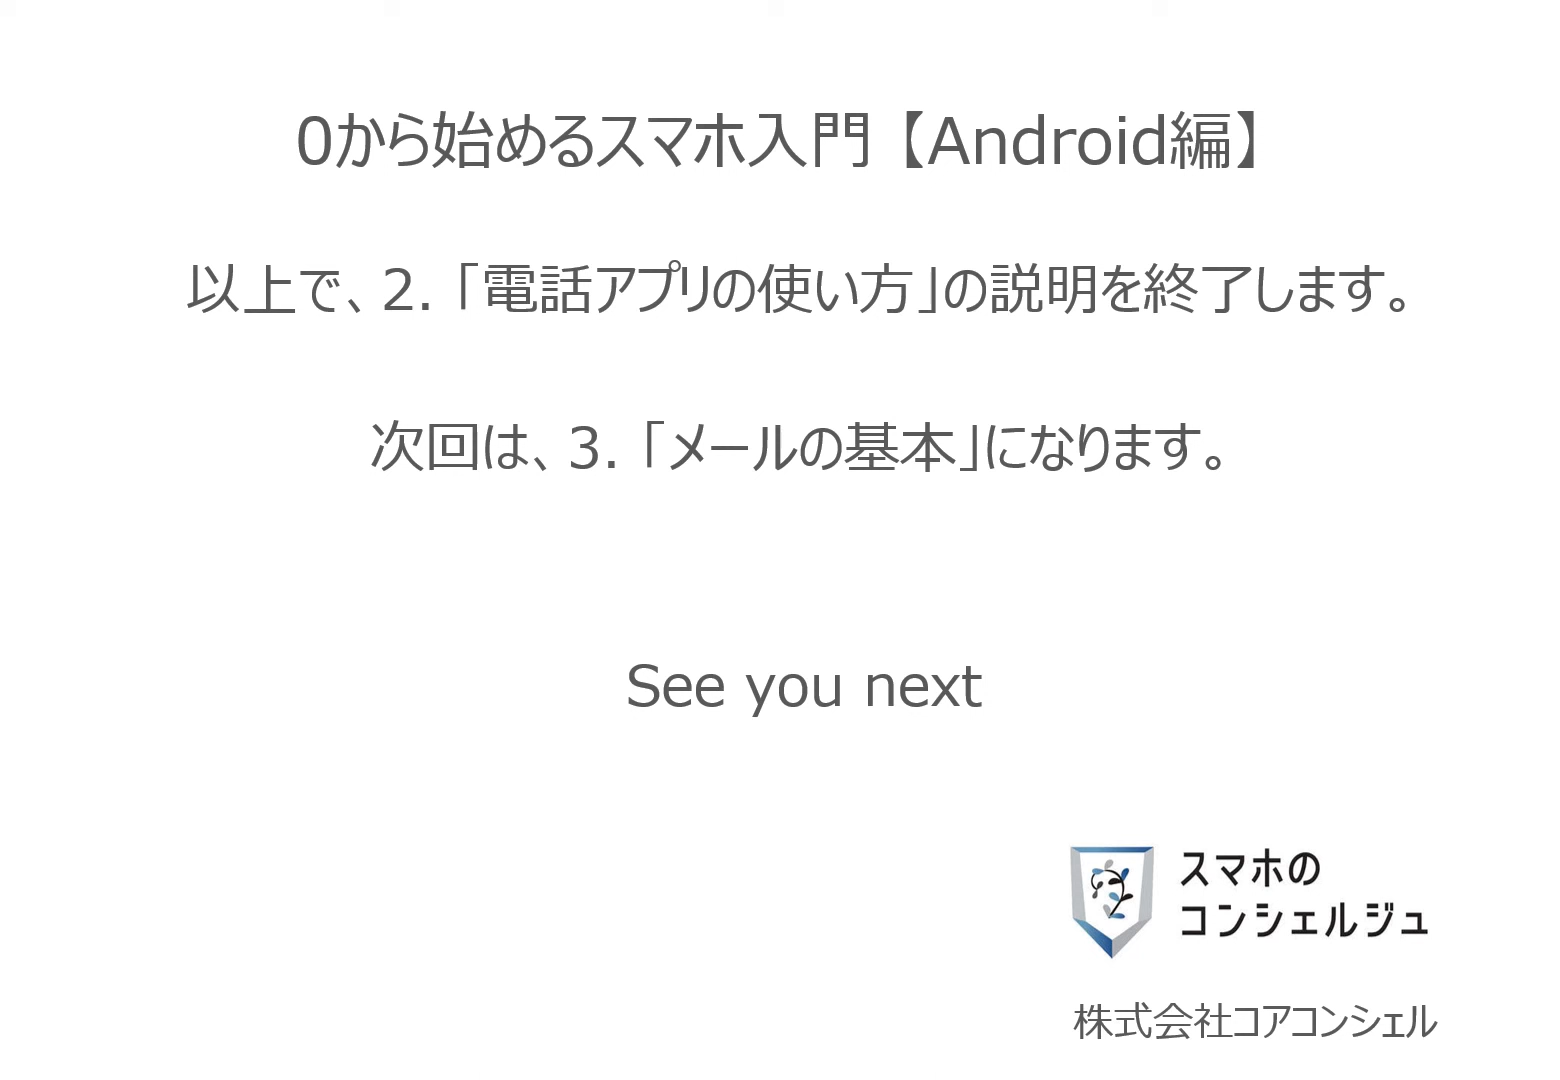 0から始めるスマホ入門【Android編】
以上で、2.「電話アプリの使い方」の説明を終了します。
次回は、3.「メールの基本」になります。
See you next
スマホの
コンシェルジュ
株式会社コアコンシェル